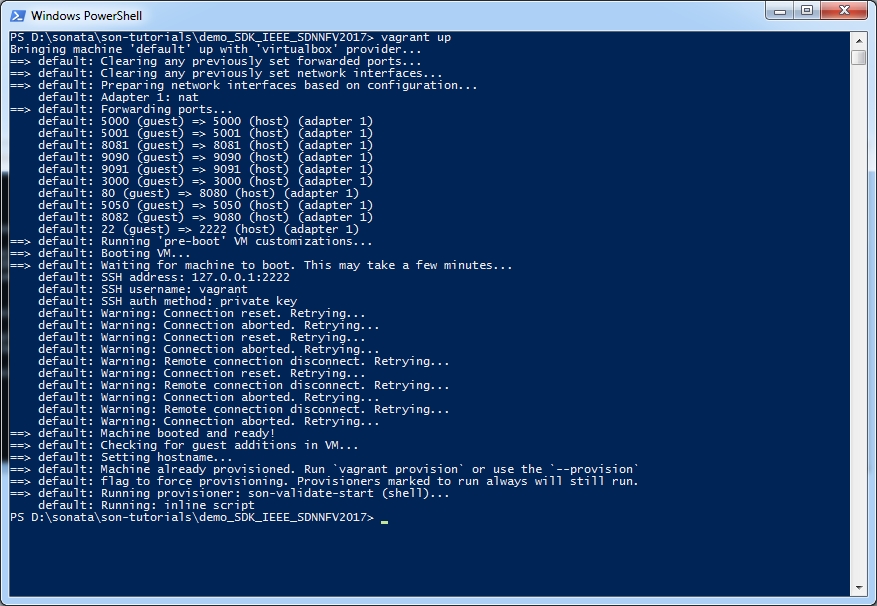 Windows PowerShell
PS D:\sonata\son-tutorials\demo_SDK_IEEE_SDNNFV2017> vagrant up
Bringing machine 'default' up with 'virtualbox' provider...
==> default: Clearing any previously set forwarded ports...
==> default: Clearing any previously set network interfaces...
==> default: Preparing network interfaces based on configuration...
    default: Adapter 1: nat
==> default: Forwarding ports...
    default: 5000 (guest) => 5000 (host) (adapter 1)
    default: 5001 (guest) => 5001 (host) (adapter 1)
    default: 8081 (guest) => 8081 (host) (adapter 1)
    default: 9090 (guest) => 9090 (host) (adapter 1)
    default: 9091 (guest) => 9091 (host) (adapter 1)
    default: 3000 (guest) => 3000 (host) (adapter 1)
    default: 80 (guest) => 8080 (host) (adapter 1)
    default: 5050 (guest) => 5050 (host) (adapter 1)
    default: 8082 (guest) => 9080 (host) (adapter 1)
    default: 22 (guest) => 2222 (host) (adapter 1)
==> default: Running 'pre-boot' VM customizations...
==> default: Booting VM...
==> default: Waiting for machine to boot. This may take a few minutes...
    default: SSH address: 127.0.0.1:2222
    default: SSH username: vagrant
    default: SSH auth method: private key
    default: Warning: Connection reset. Retrying...
    default: Warning: Connection aborted. Retrying...
    default: Warning: Connection reset. Retrying...
    default: Warning: Connection aborted. Retrying...
    default: Warning: Remote connection disconnect. Retrying...
    default: Warning: Connection reset. Retrying...
    default: Warning: Remote connection disconnect. Retrying...
    default: Warning: Connection aborted. Retrying...
    default: Warning: Remote connection disconnect. Retrying...
    default: Warning: Connection aborted. Retrying...
==> default: Machine booted and ready!
==> default: Checking for guest additions in VM...
==> default: Setting hostname...
==> default: Machine already provisioned. Run `vagrant provision` or use the `--provision`
==> default: flag to force provisioning. Provisioners marked to run always will still run.
==> default: Running provisioner: son-validate-start (shell)...
    default: Running: inline script
PS D:\sonata\son-tutorials\demo_SDK_IEEE_SDNNFV2017> _